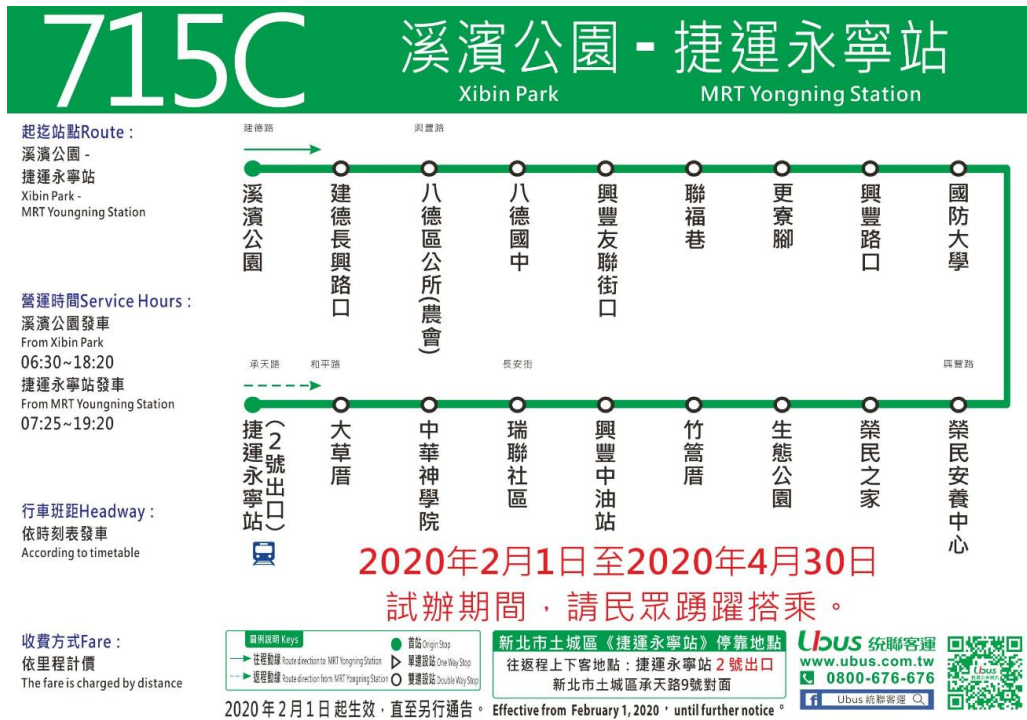 715C
溪濱公園 - 捷運永寧站
Xibin Park
MRT Yongning Station
起迄站點Route：
溪濱公園 -
捷運永寧站
Xibin Park -
MRT Youngning Station
營運時間Service Hours：
溪濱公園發車
From Xibin Park
06:30~18:20
捷運永寧站發車
From MRT Youngning Station
07:25~19:20
行車班距Headway：
依時刻表發車
According to timetable
收費方式Fare：
依里程計價
The fare is charged by distance
建德路
興豐路
溪濱公園
建德長興路口
八德區公所(農會)
八德國中
興豐友聯街口
聯福巷
更寮腳
興豐路口
國防大學
承天路
和平路
長安街
興豐路
捷運永寧站
(2號出口)
大草厝
中華神學院
瑞聯社區
興豐中油站
竹篙厝
生態公園
榮民之家
榮民安養中心
2020年2月1日至2020年4月30日
試辦期間，請民眾踴躍搭乘。
圖例說明 Keys
往程動線 Route direction to MRT Yongning Station
返程動線 Route direction from MRT Yongning Station
首站 Origin Stop
單邊設站 One Way Stop
雙邊設站 Double Way Stop
新北市土城區《捷運永寧站》停靠地點
往返程上下客地點：捷運永寧站 2 號出口
新北市土城區承天路9號對面
Ubus 統聯客運
www.ubus.com.tw
0800-676-676
f Ubus 統聯客運
2020年2月1日起生效，直至另行通告。 Effective from February 1, 2020，until further notice。